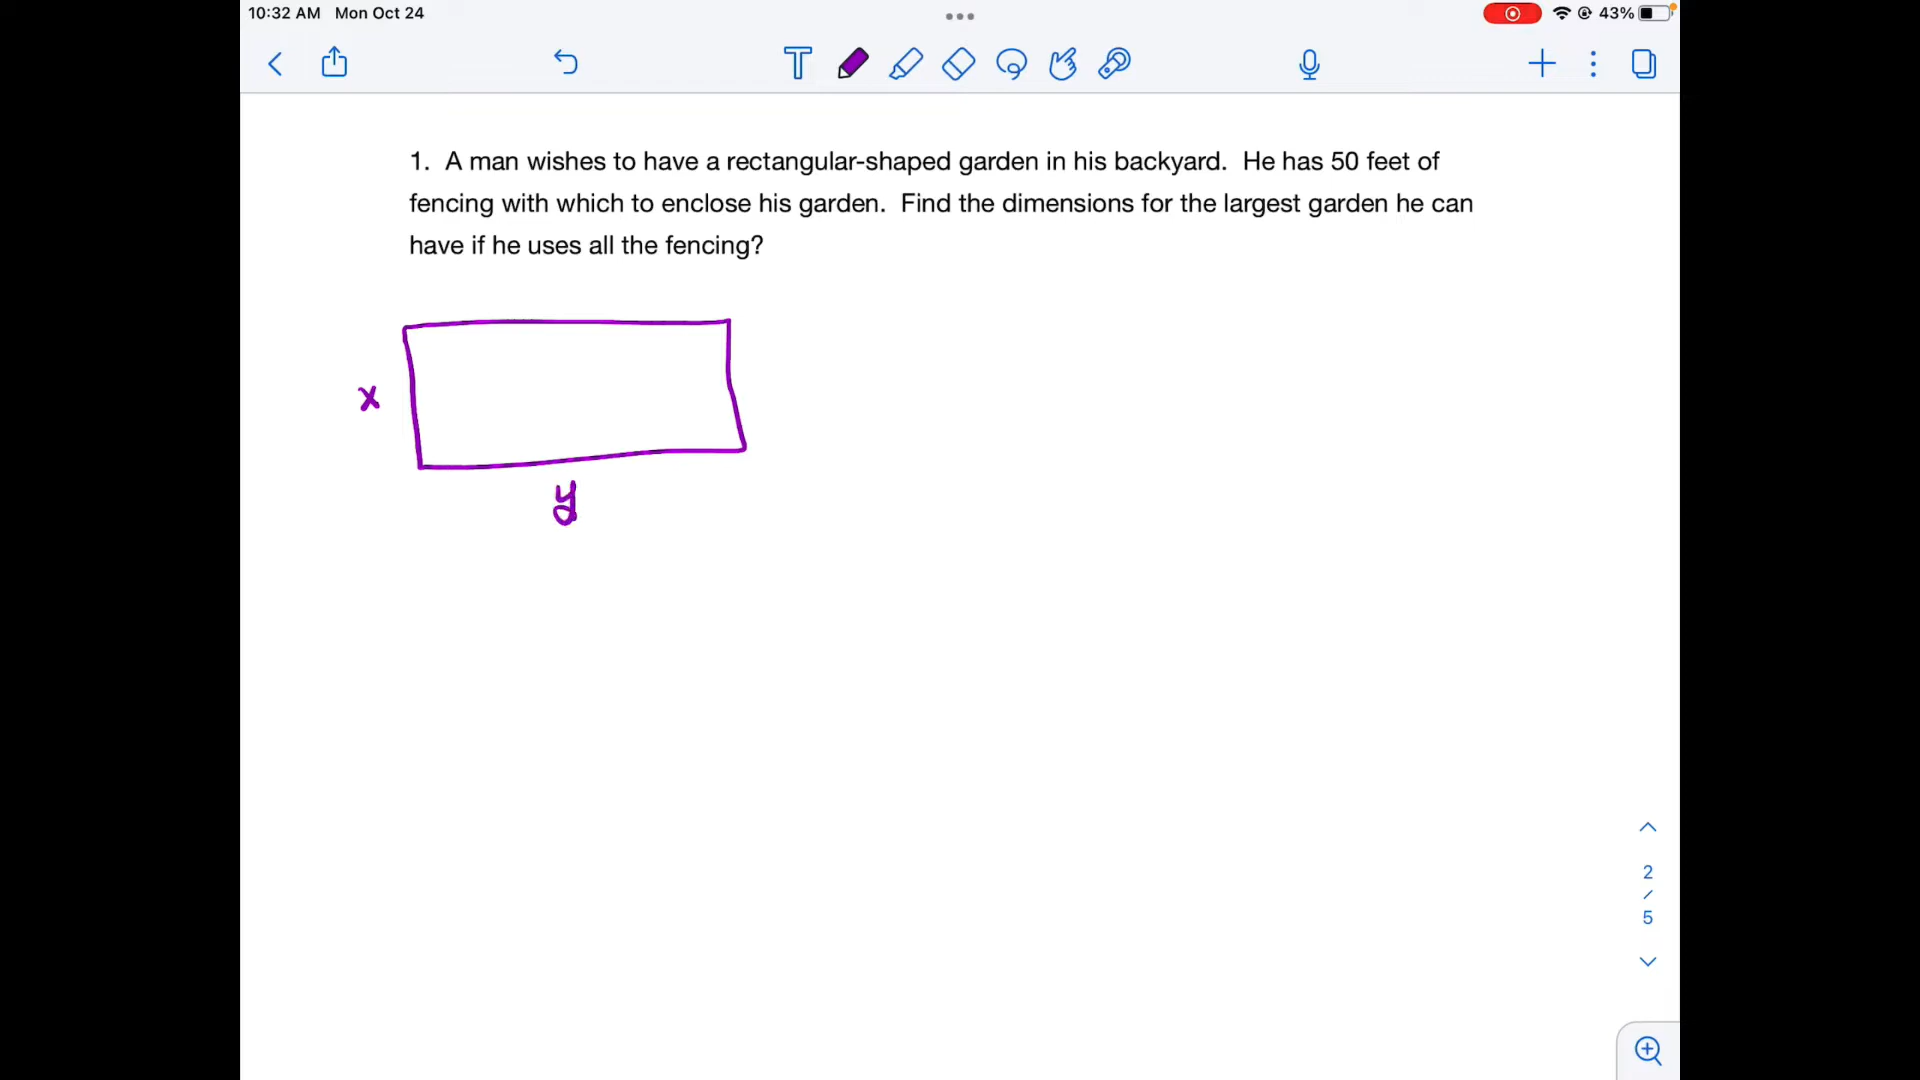 10:32 AM Mon Oct 24
43%
T
1. A man wishes to have a rectangular-shaped garden in his backyard. He has 50 feet of
fencing with which to enclose his garden. Find the dimensions for the largest garden he can
have if he uses all the fencing?
x
y
2
/
5